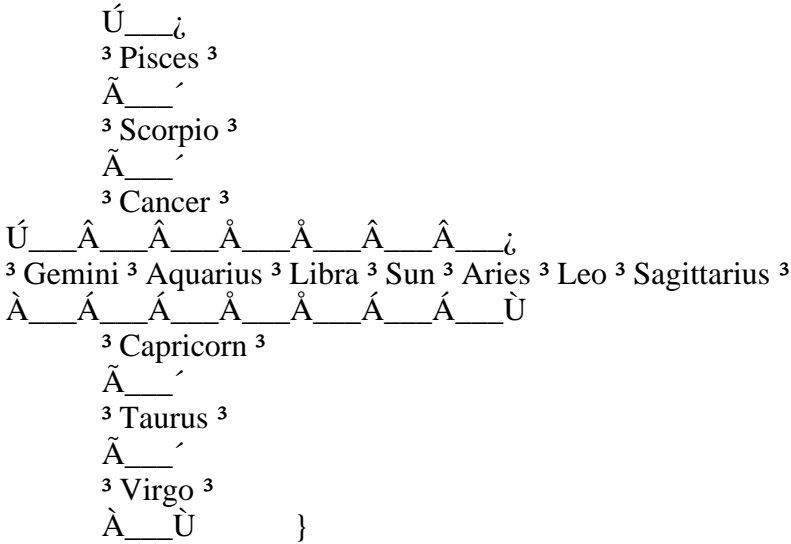 Ú___¿
³ Pisces ³
Ã___´
³ Scorpio ³
Ã___´
³ Cancer ³
Ú___Â___Â___Å___Å___Â___Â___¿
³ Gemini ³ Aquarius ³ Libra ³ Sun ³ Aries ³ Leo ³ Sagittarius ³
À___Á___Á___Å___Å___Á___Á___Ù
³ Capricorn ³
Ã___´
³ Taurus ³
Ã___´
³ Virgo ³
À___Ù }